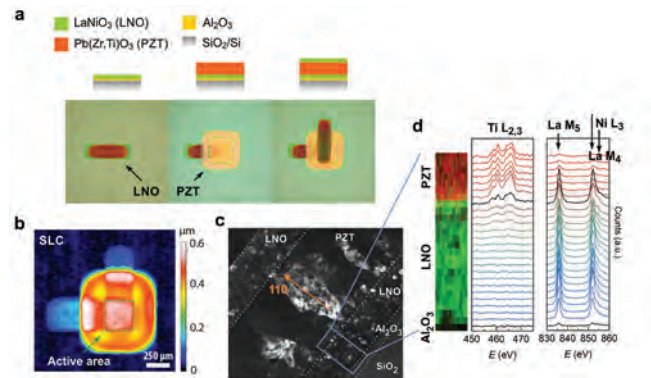 a
LaNiO₃ (LNO)
Al₂O₃
Pb(Zr,Ti)O₃ (PZT)
SiO₂/Si
LNO
PZT
b
SLC
µm
0.6
0.4
0.2
0
Active area
250 µm
c
LNO
PZT
110
LNO
Al₂O₃
SiO₂
d
Ti L₂,₃
La M₅
Ni L₃
La M₄
PZT
LNO
Al₂O₃
Counts (a.u.)
450 460 470
830 840 850 860
E (eV)
E (eV)